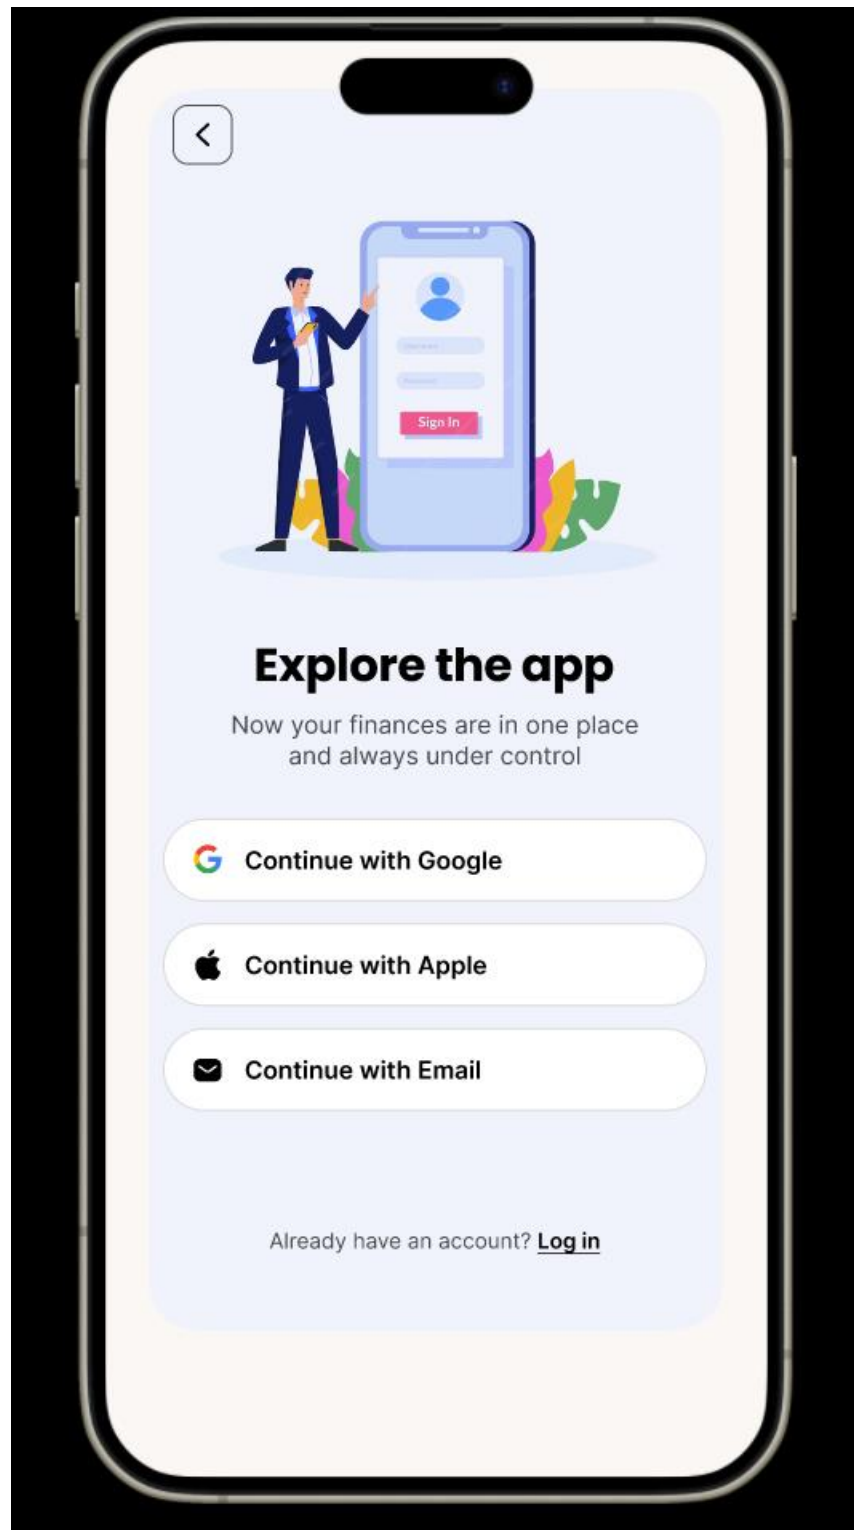 Sign In
Explore the app
Now your finances are in one place
and always under control
Continue with Google
Continue with Apple
Continue with Email
Already have an account? Log in